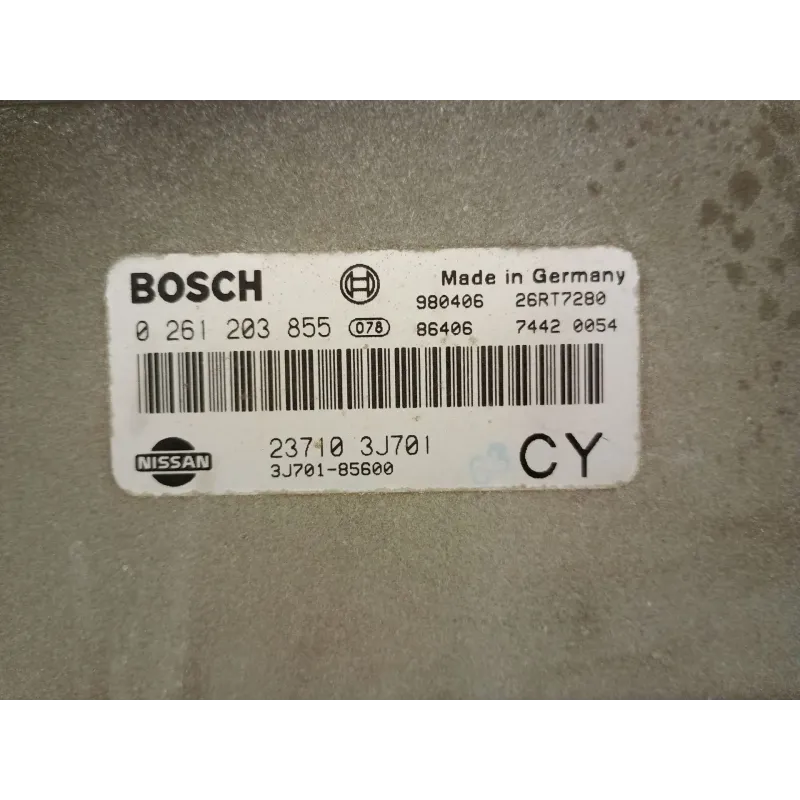 BOSCH Made in Germany
980406 26RT7280
0 261 203 855 078 86406 7442 0054
NISSAN 23710 3J701 CY
3J701-85600